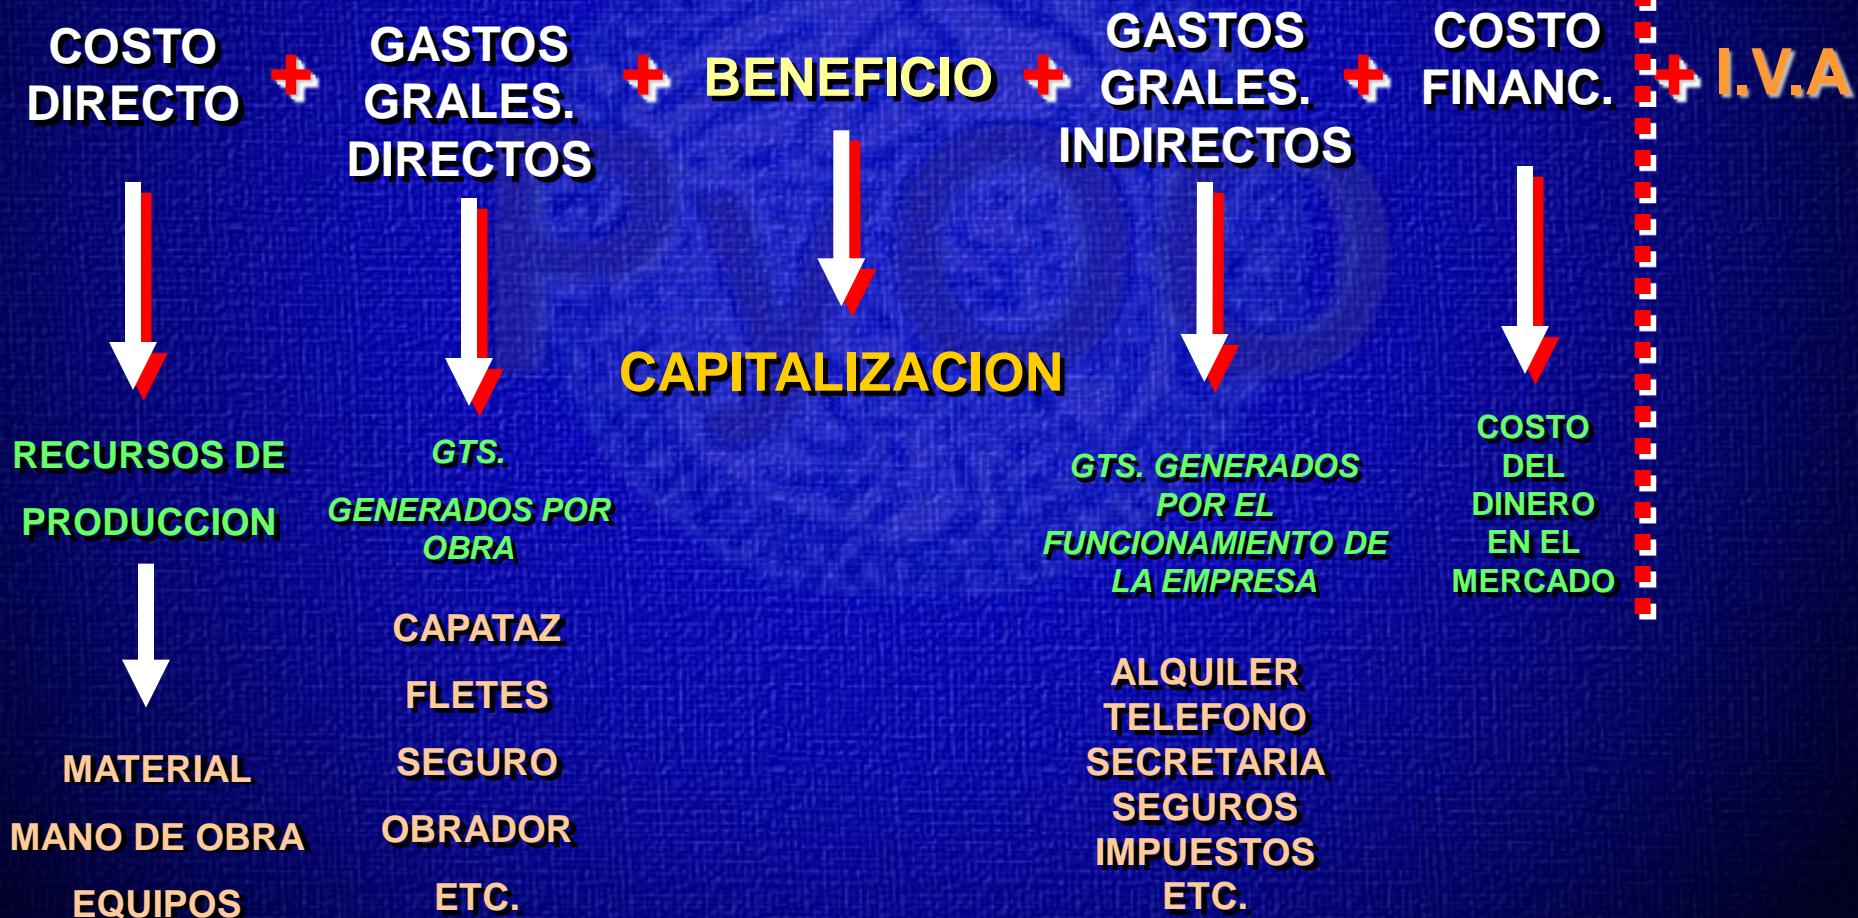 COSTO
DIRECTO
+
GASTOS
GRALES.
DIRECTOS
+
BENEFICIO
+
GASTOS
GRALES.
INDIRECTOS
+
COSTO
FINANC.
+
I.V.A
RECURSOS DE
PRODUCCION
MATERIAL
MANO DE OBRA
EQUIPOS
GTS.
GENERADOS POR
OBRA
CAPATAZ
FLETES
SEGURO
OBRADOR
ETC.
CAPITALIZACION
GTS. GENERADOS
POR EL
FUNCIONAMIENTO DE
LA EMPRESA
ALQUILER
TELEFONO
SECRETARIA
SEGUROS
IMPUESTOS
ETC.
COSTO
DEL
DINERO
EN EL
MERCADO
PyOD